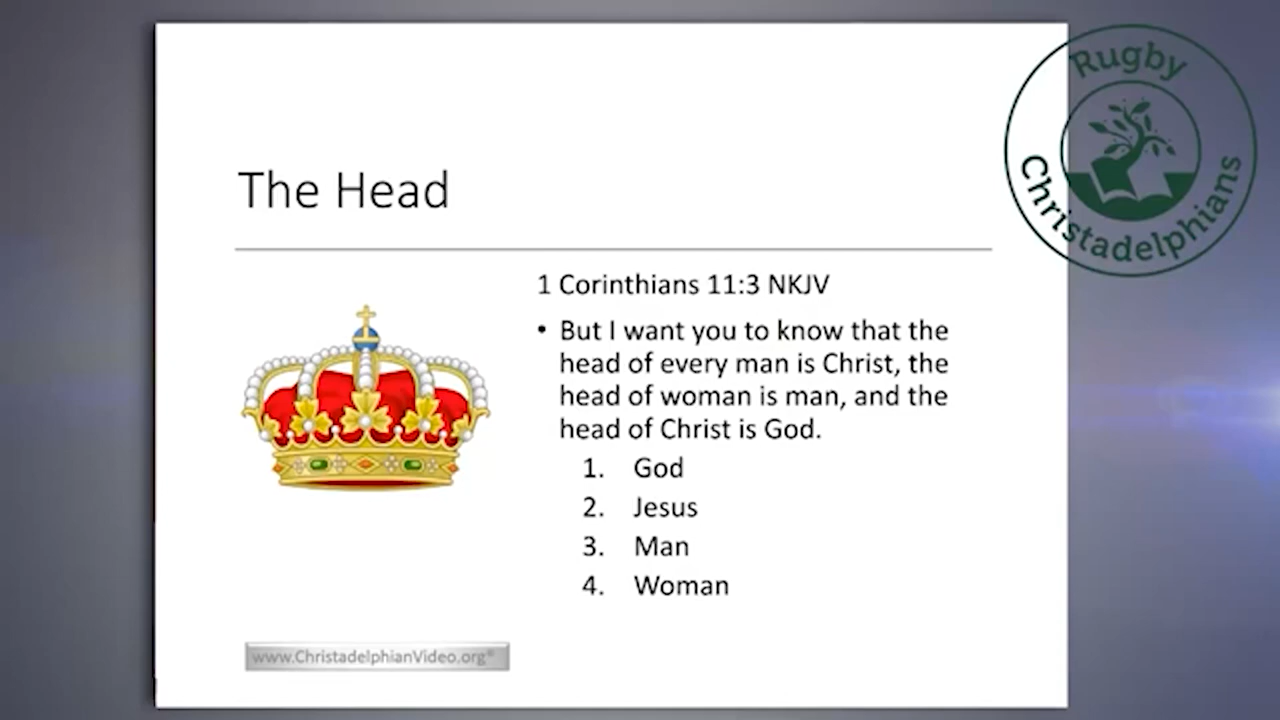 Rugby
Christadelphians
The Head
1 Corinthians 11:3 NKJV
• But I want you to know that the
head of every man is Christ, the
head of woman is man, and the
head of Christ is God.
1. God
2. Jesus
3. Man
4. Woman
www.ChristadelphianVideo.org®